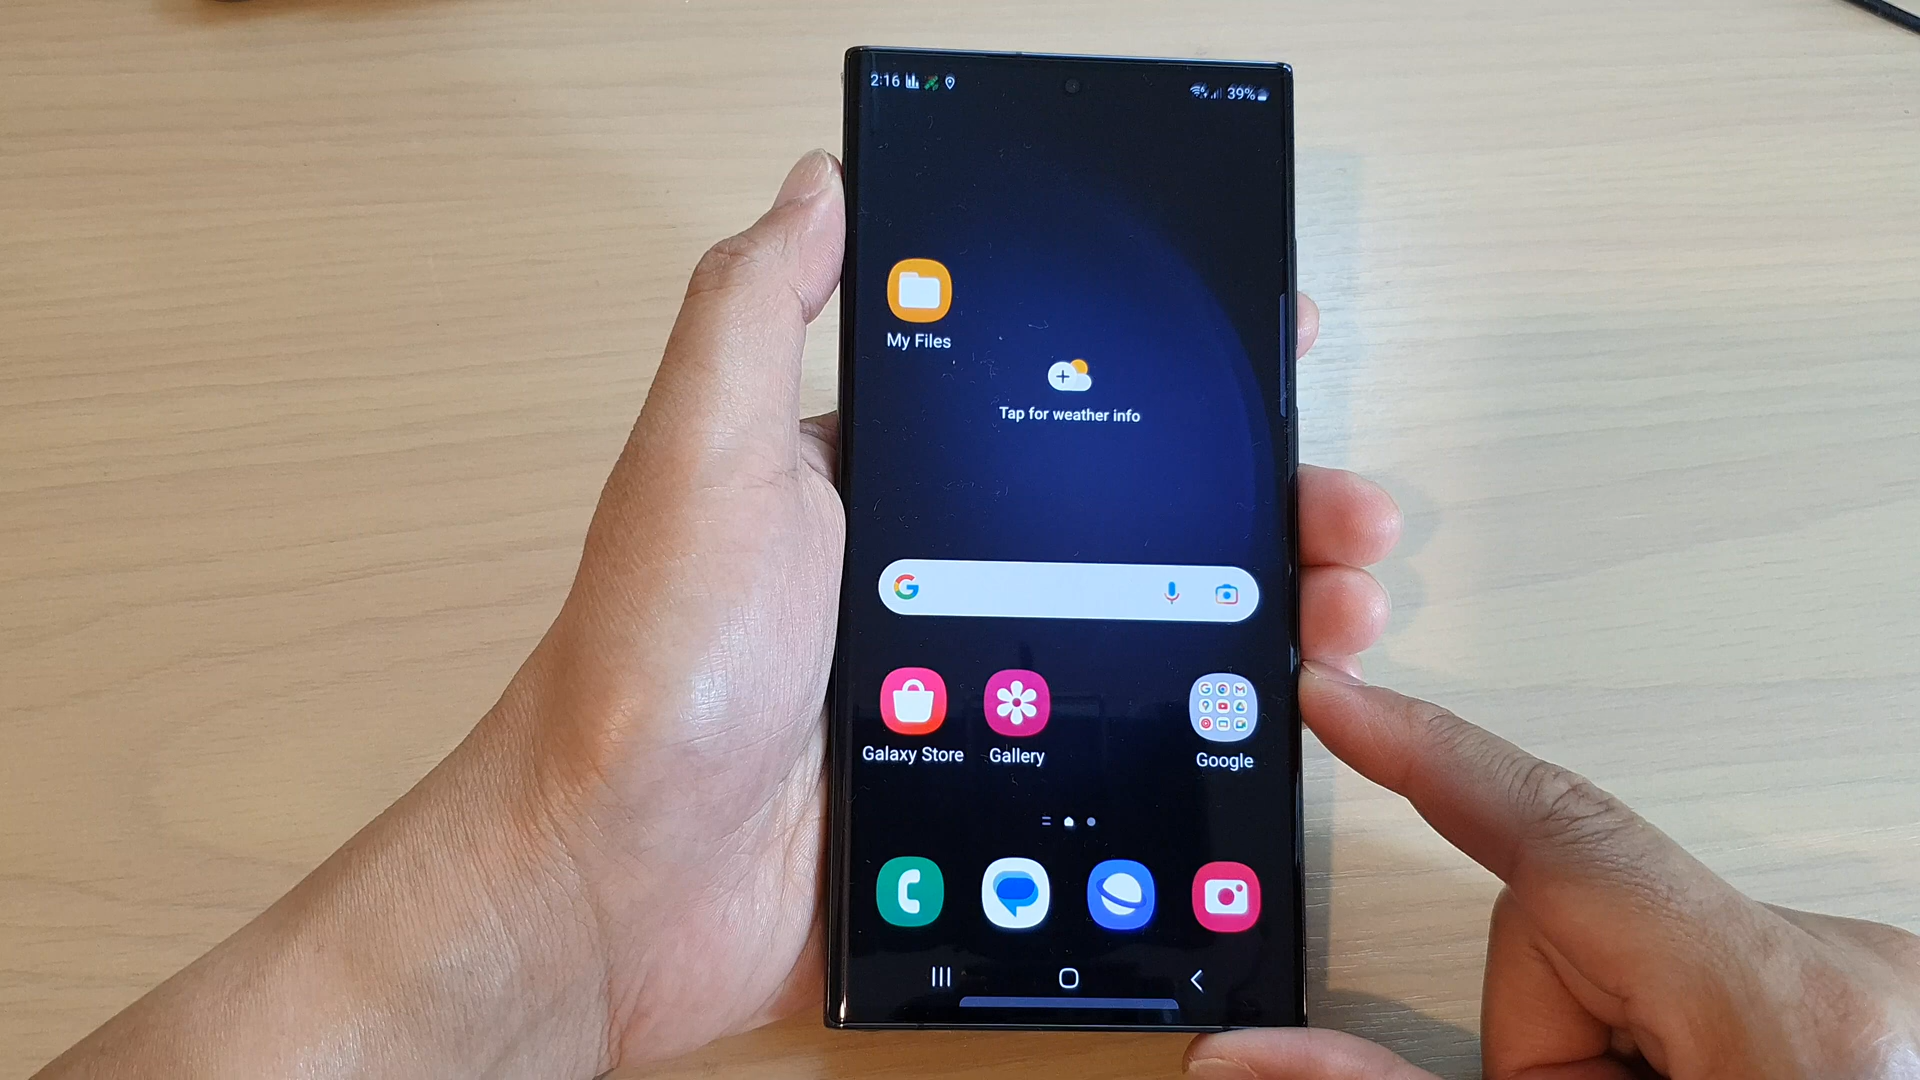 2:16
39%
My Files
Tap for weather info
Galaxy Store
Gallery
Google